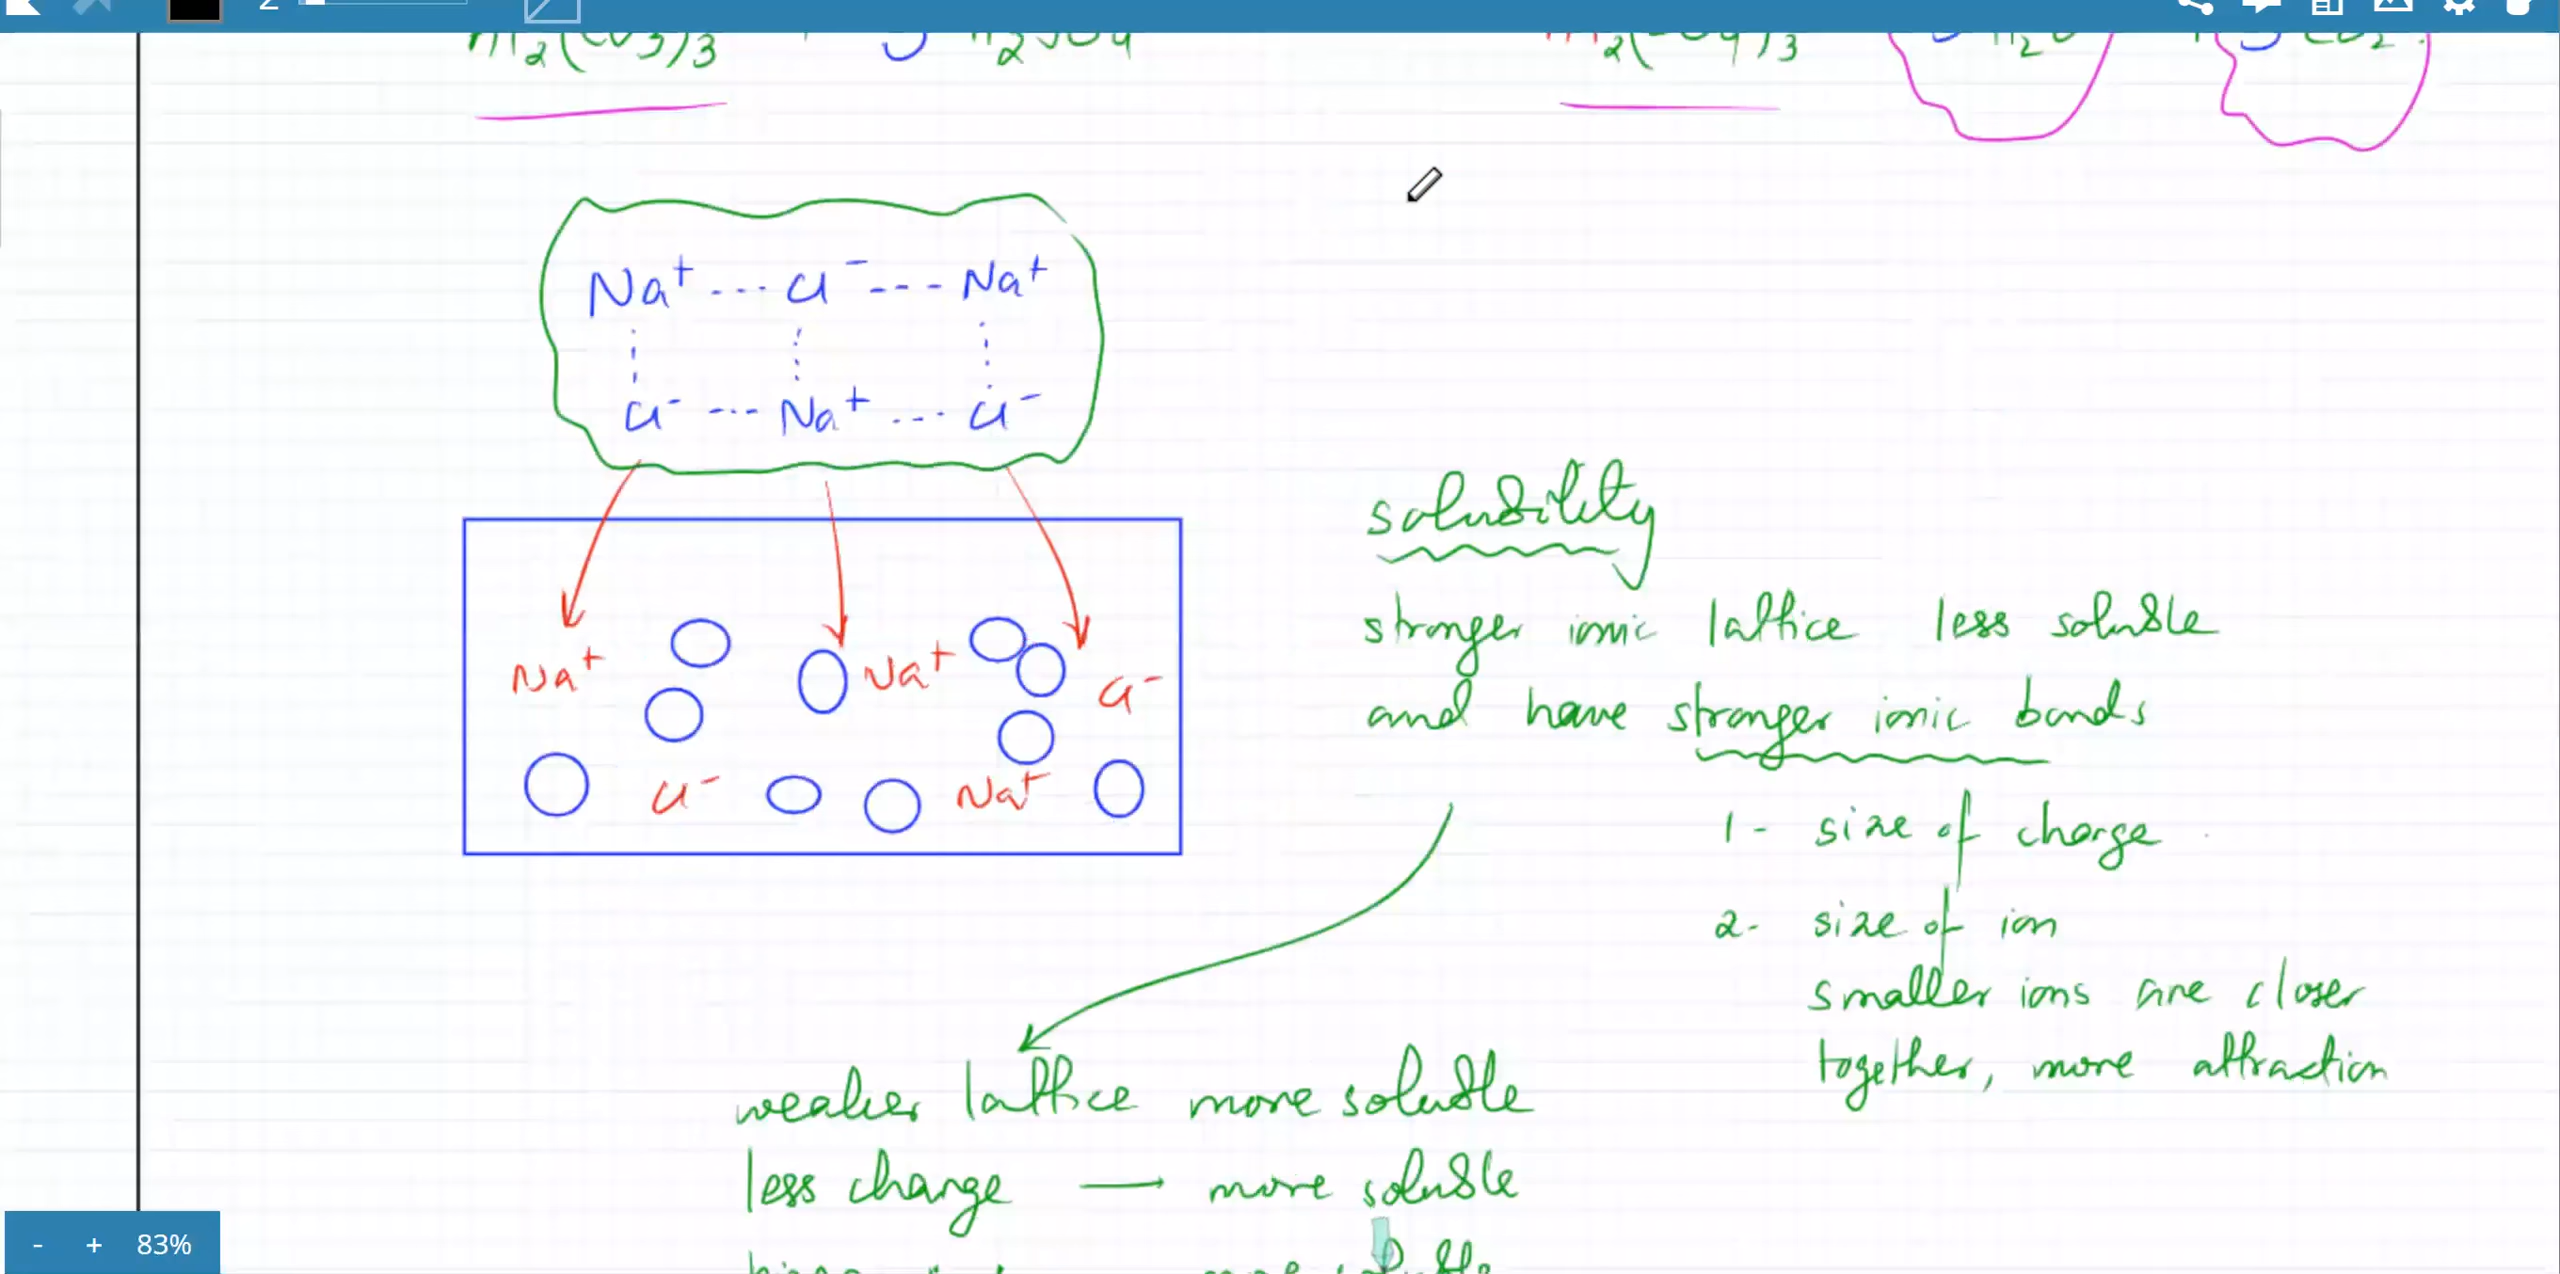 Na⁺ --- Cl⁻ --- Na⁺
Cl⁻ --- Na⁺ --- Cl⁻
Na⁺ Na⁺ Cl⁻
Cl⁻ Na⁺
solubility
stronger ionic lattice less soluble
and have stronger ionic bonds
1- size of charge
2- size of ion
smaller ions are closer
together, more attraction
weaker lattice more soluble
less charge — more soluble
- + 83%